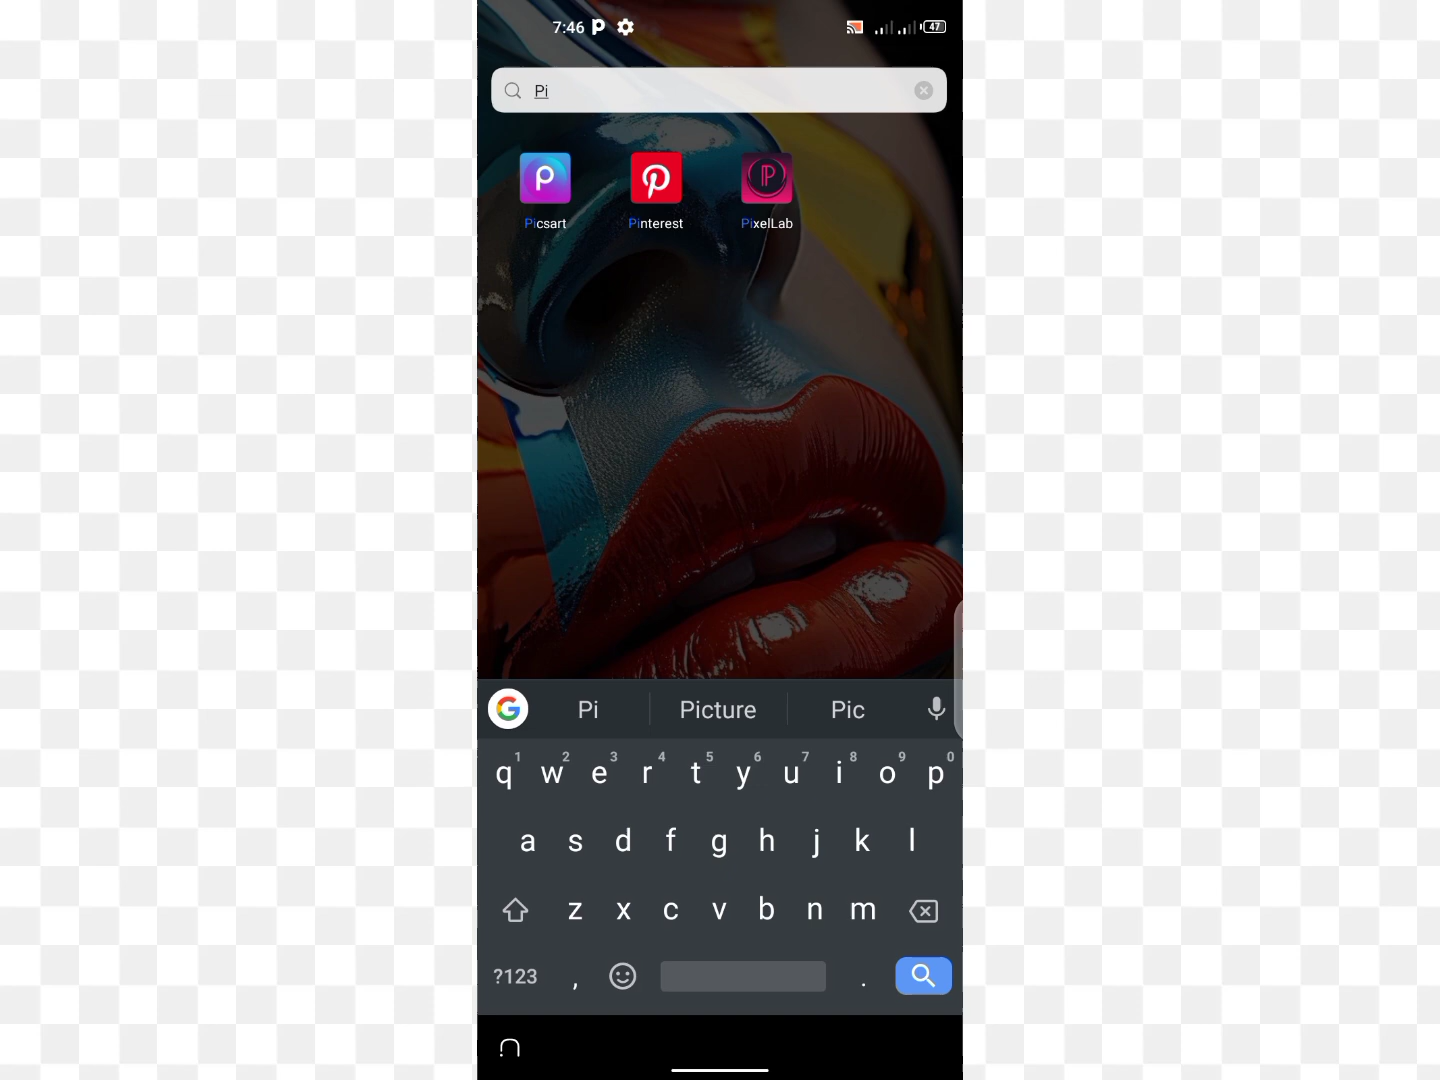 7:46 47
Pi
Picsart Pinterest PixelLab
Pi Picture Pic
1 2 3 4 5 6 7 8 9 0
q w e r t y u i o p
a s d f g h j k l
z x c v b n m
?123 , .